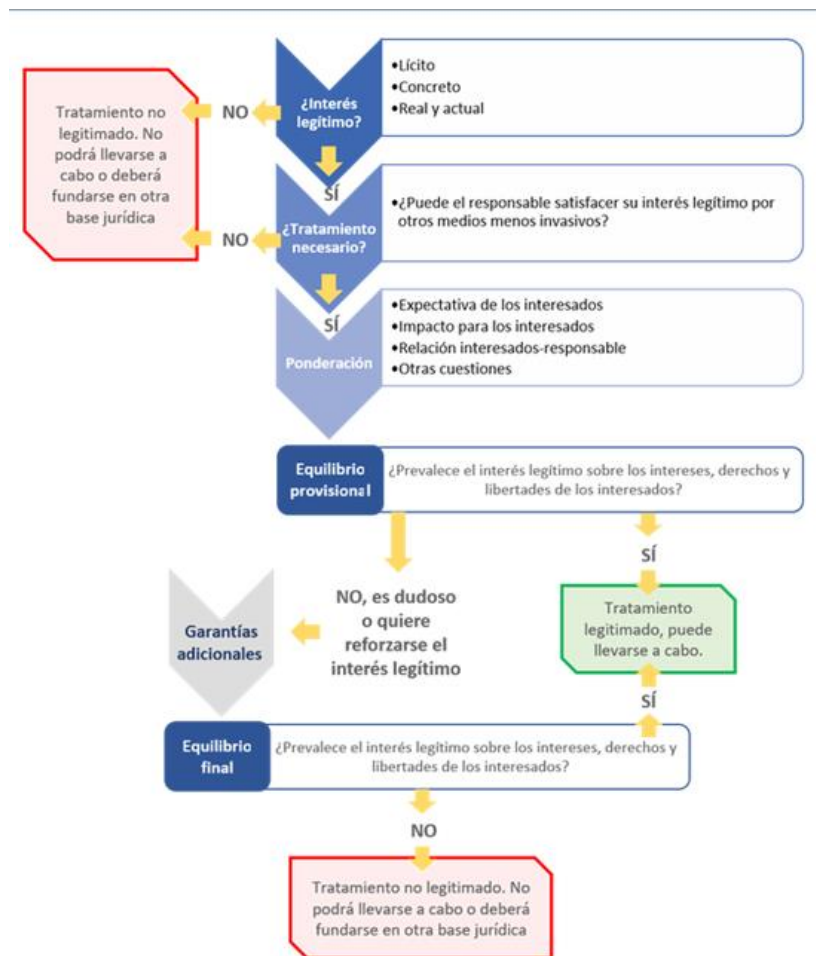 •Lícito
•Concreto
•Real y actual
¿Interés
legítimo?
NO
Tratamiento no
legitimado. No
podrá llevarse a
cabo o deberá
fundarse en otra
base jurídica
SÍ
¿Tratamiento
necesario?
•¿Puede el responsable satisfacer su interés legítimo por
otros medios menos invasivos?
NO
SÍ
Ponderación
•Expectativa de los interesados
•Impacto para los interesados
•Relación interesados-responsable
•Otras cuestiones
Equilibrio
provisional
¿Prevalece el interés legítimo sobre los intereses, derechos y
libertades de los interesados?
SÍ
NO, es dudoso
o quiere
reforzarse el
interés legítimo
Garantías
adicionales
Tratamiento
legitimado, puede
llevarse a cabo.
SÍ
Equilibrio
final
¿Prevalece el interés legítimo sobre los intereses, derechos y
libertades de los interesados?
NO
Tratamiento no legitimado. No
podrá llevarse a cabo o deberá
fundarse en otra base jurídica